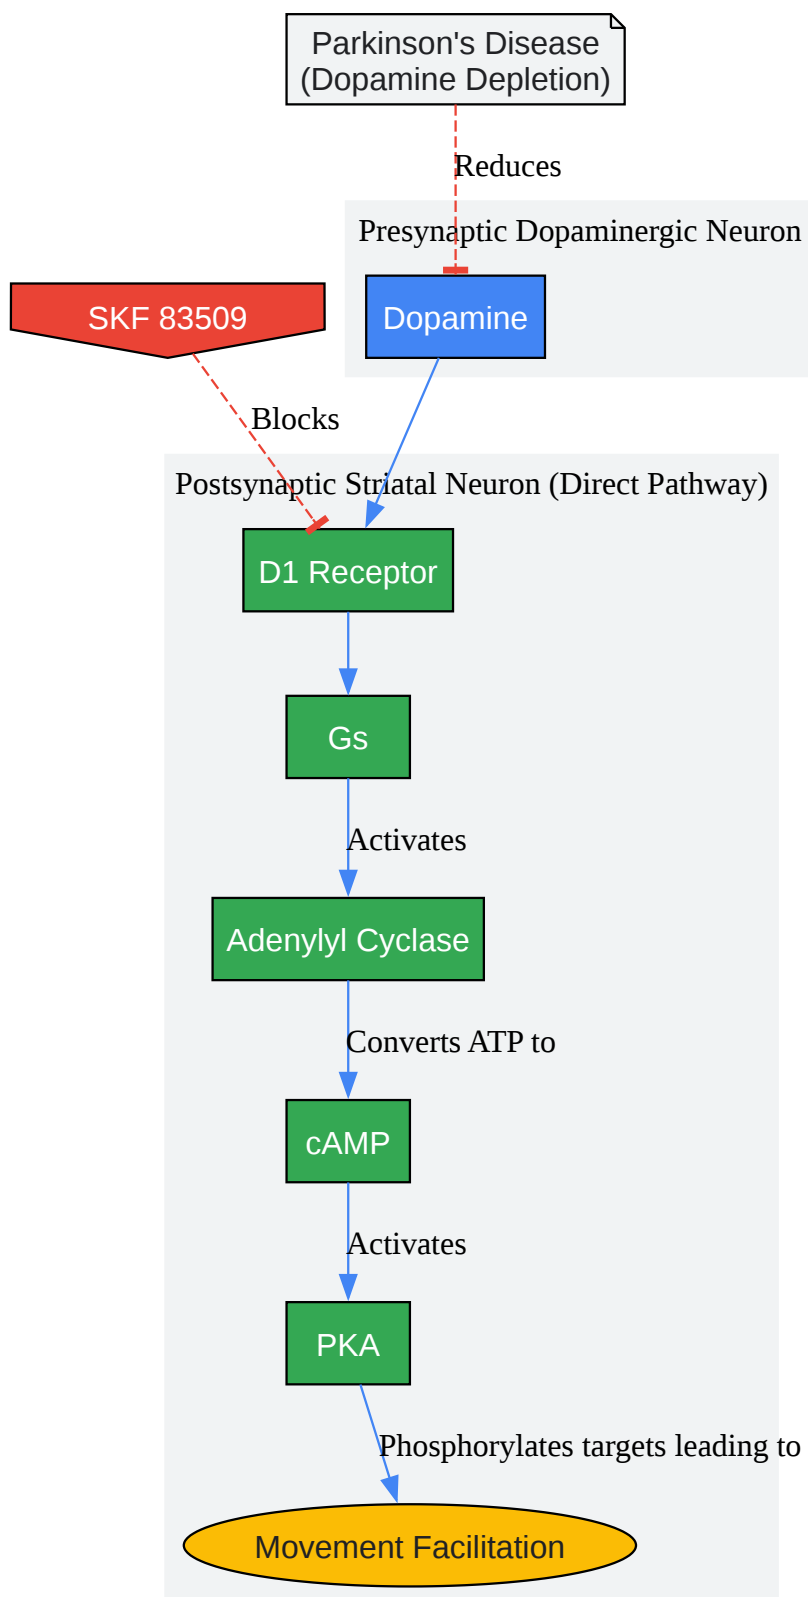 Parkinson's Disease
(Dopamine Depletion)
Reduces
Presynaptic Dopaminergic Neuron
SKF 83509
Dopamine
Blocks
Postsynaptic Striatal Neuron (Direct Pathway)
D1 Receptor
Gs
Activates
Adenylyl Cyclase
Converts ATP to
cAMP
Activates
PKA
Phosphorylates targets leading to
Movement Facilitation